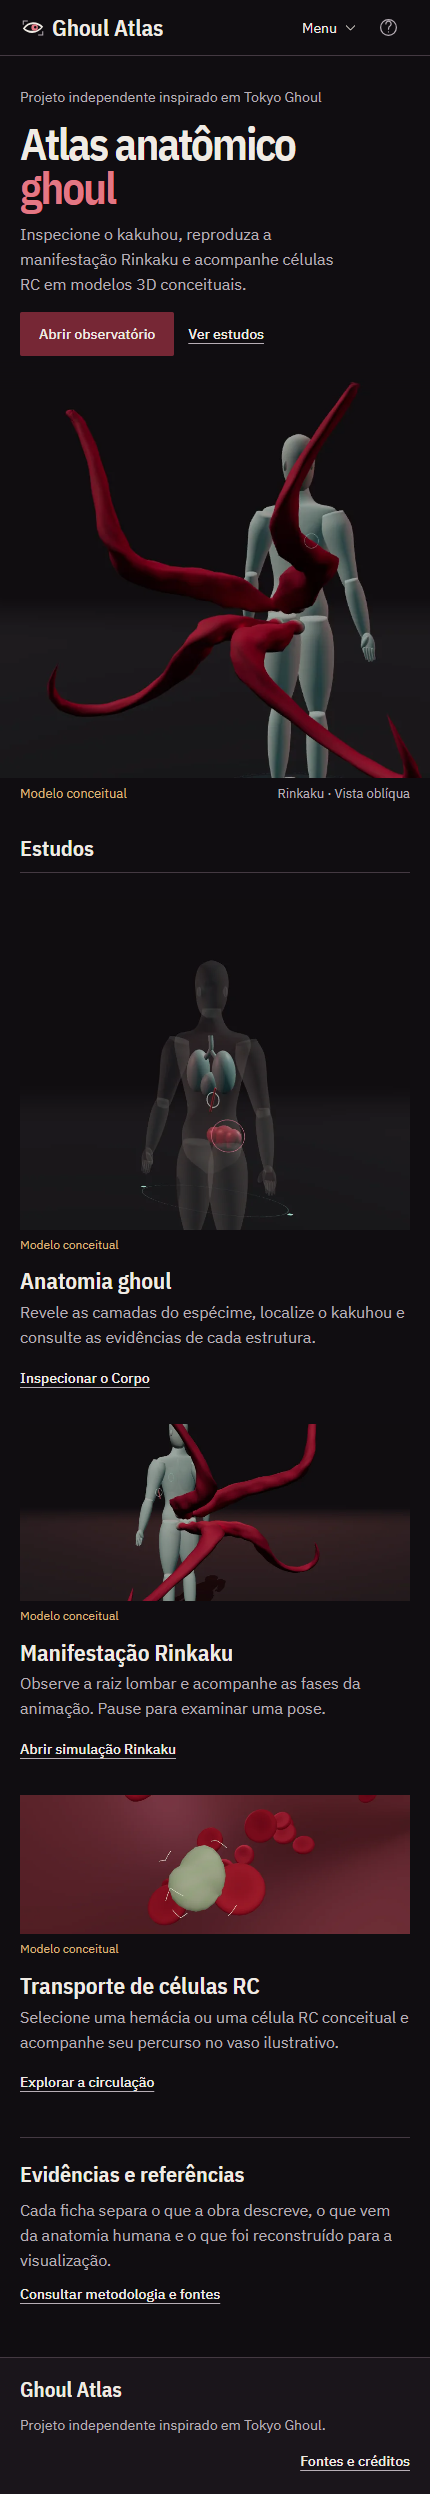 Ghoul Atlas
Menu
Projeto independente inspirado em Tokyo Ghoul
Atlas anatômico
ghoul
Inspecione o kakuhou, reproduza a
manifestação Rinkaku e acompanhe células
RC em modelos 3D conceituais.
Abrir observatório
Ver estudos
Modelo conceitual
Rinkaku · Vista oblíqua
Estudos
Modelo conceitual
Anatomia ghoul
Revele as camadas do espécime, localize o kakuhou e
consulte as evidências de cada estrutura.
Inspecionar o Corpo
Modelo conceitual
Manifestação Rinkaku
Observe a raiz lombar e acompanhe as fases da
animação. Pause para examinar uma pose.
Abrir simulação Rinkaku
Modelo conceitual
Transporte de células RC
Selecione uma hemácia ou uma célula RC conceitual e
acompanhe seu percurso no vaso ilustrativo.
Explorar a circulação
Evidências e referências
Cada ficha separa o que a obra descreve, o que vem
da anatomia humana e o que foi reconstruído para a
visualização.
Consultar metodologia e fontes
Ghoul Atlas
Projeto independente inspirado em Tokyo Ghoul.
Fontes e créditos